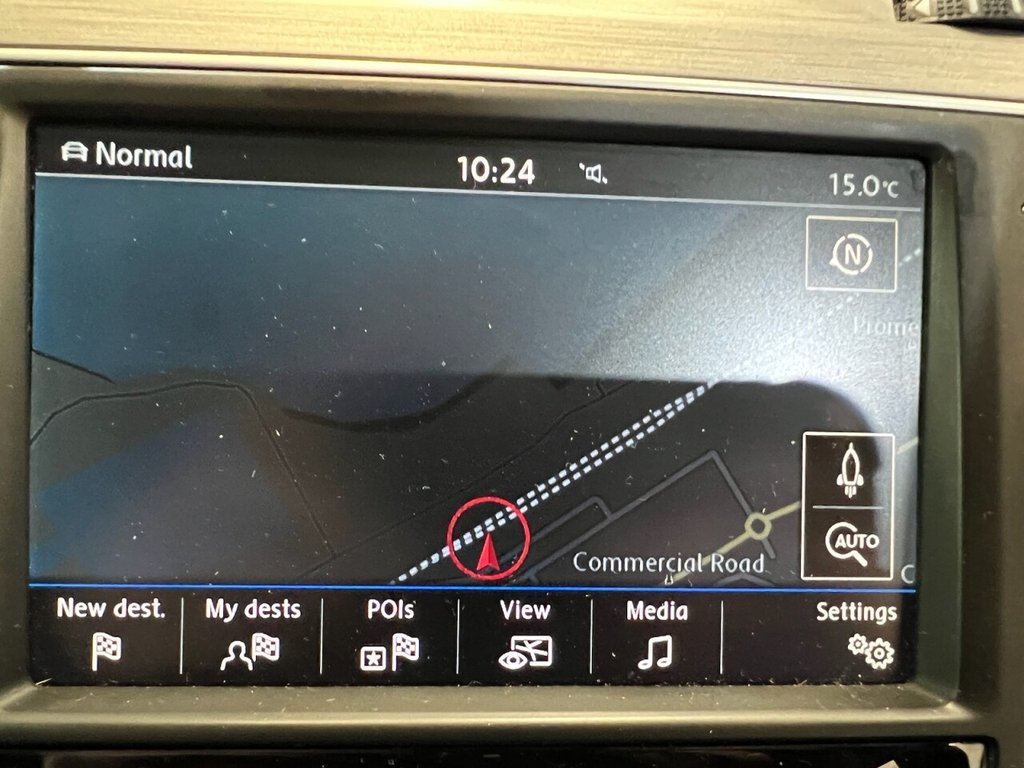 Normal
10:24
15.0°C
N
Prome
AUTO
Commercial Road
C
New dest.
My dests
POIs
View
Media
Settings